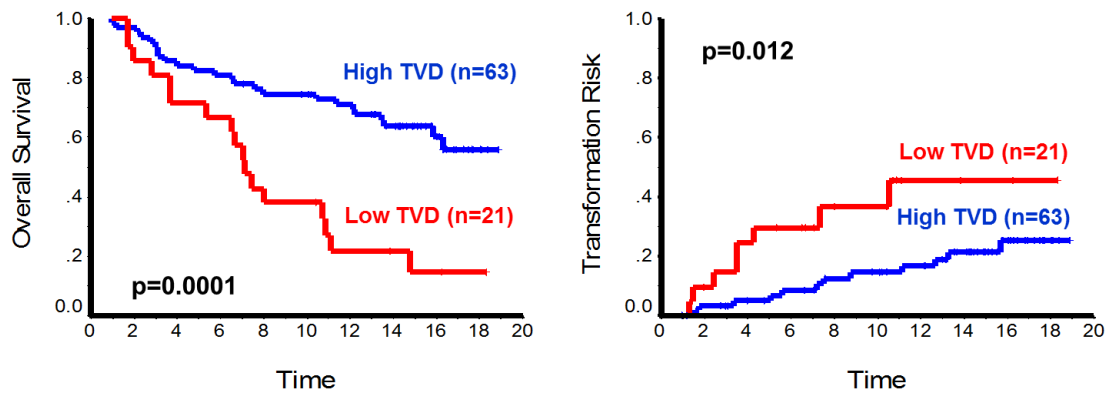 Overall Survival
1.0
.8
.6
.4
.2
0.0
High TVD (n=63)
Low TVD (n=21)
p=0.0001
0 2 4 6 8 10 12 14 16 18 20
Time
Transformation Risk
1.0
.8
.6
.4
.2
0.0
p=0.012
Low TVD (n=21)
High TVD (n=63)
0 2 4 6 8 10 12 14 16 18 20
Time